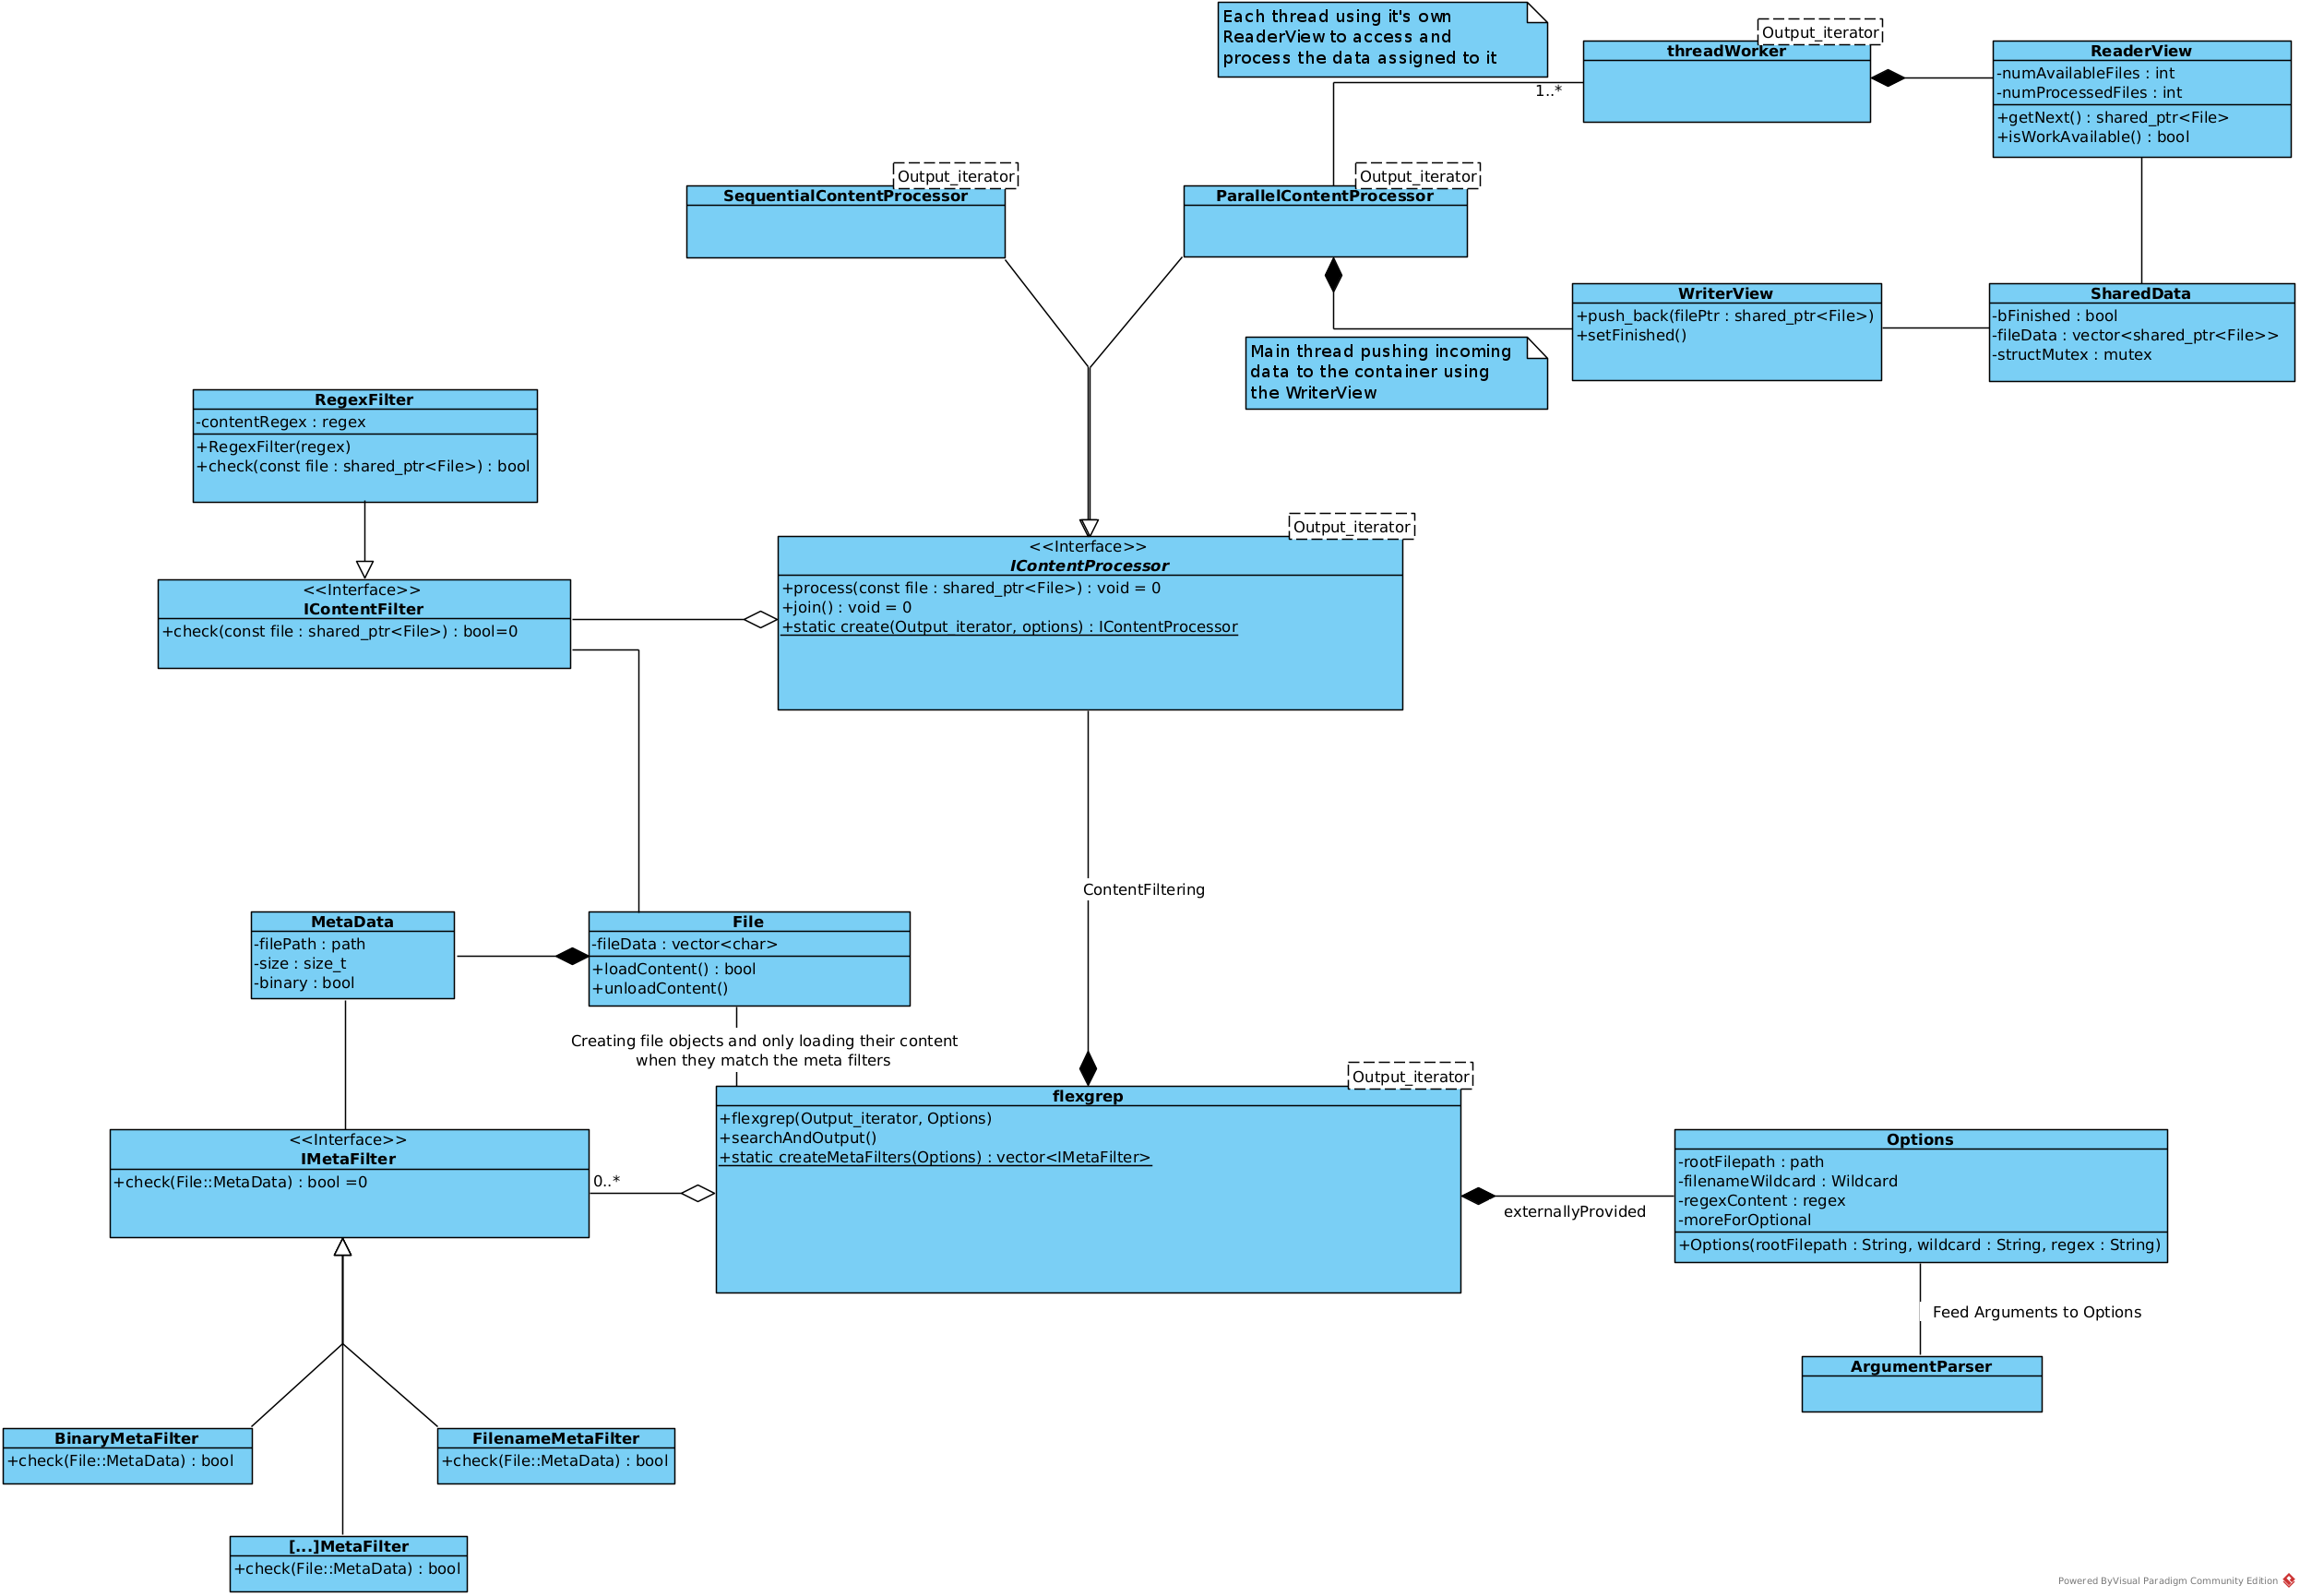 Each thread using it's own
ReaderView to access and
process the data assigned to it
Output_iterator
threadWorker
1..*
ReaderView
-numAvailableFiles : int
-numProcessedFiles : int
+getNext() : shared_ptr<File>
+isWorkAvailable() : bool
Output_iterator
SequentialContentProcessor
Output_iterator
ParallelContentProcessor
WriterView
+push_back(filePtr : shared_ptr<File>)
+setFinished()
SharedData
-bFinished : bool
-fileData : vector<shared_ptr<File>>
-structMutex : mutex
Main thread pushing incoming
data to the container using
the WriterView
RegexFilter
-contentRegex : regex
+RegexFilter(regex)
+check(const file : shared_ptr<File>) : bool
Output_iterator
<<Interface>>
IContentProcessor
+process(const file : shared_ptr<File>) : void = 0
+join() : void = 0
+static create(Output_iterator, options) : IContentProcessor
<<Interface>>
IContentFilter
+check(const file : shared_ptr<File>) : bool=0
ContentFiltering
MetaData
-filePath : path
-size : size_t
-binary : bool
File
-fileData : vector<char>
+loadContent() : bool
+unloadContent()
Creating file objects and only loading their content
when they match the meta filters
Output_iterator
flexgrep
+flexgrep(Output_iterator, Options)
+searchAndOutput()
+static createMetaFilters(Options) : vector<IMetaFilter>
<<Interface>>
IMetaFilter
+check(File::MetaData) : bool =0
0..*
externallyProvided
Options
-rootFilepath : path
-filenameWildcard : Wildcard
-regexContent : regex
-moreForOptional
+Options(rootFilepath : String, wildcard : String, regex : String)
Feed Arguments to Options
ArgumentParser
BinaryMetaFilter
+check(File::MetaData) : bool
FilenameMetaFilter
+check(File::MetaData) : bool
[...]MetaFilter
+check(File::MetaData) : bool
Powered ByVisual Paradigm Community Edition